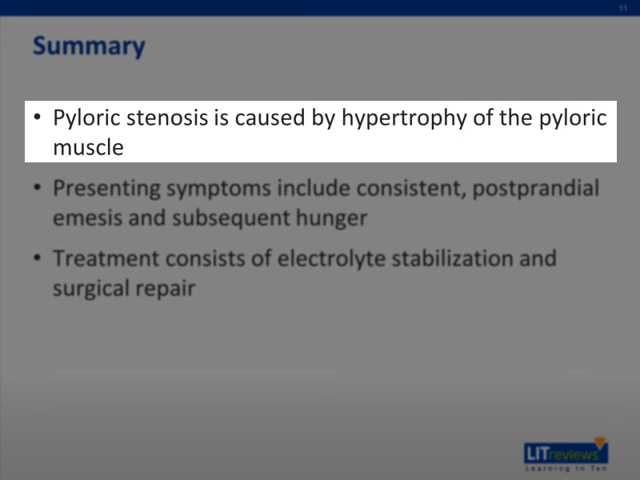 11
Summary
• Pyloric stenosis is caused by hypertrophy of the pyloric
muscle
• Presenting symptoms include consistent, postprandial
emesis and subsequent hunger
• Treatment consists of electrolyte stabilization and
surgical repair
LITreviews
Learning In Ten